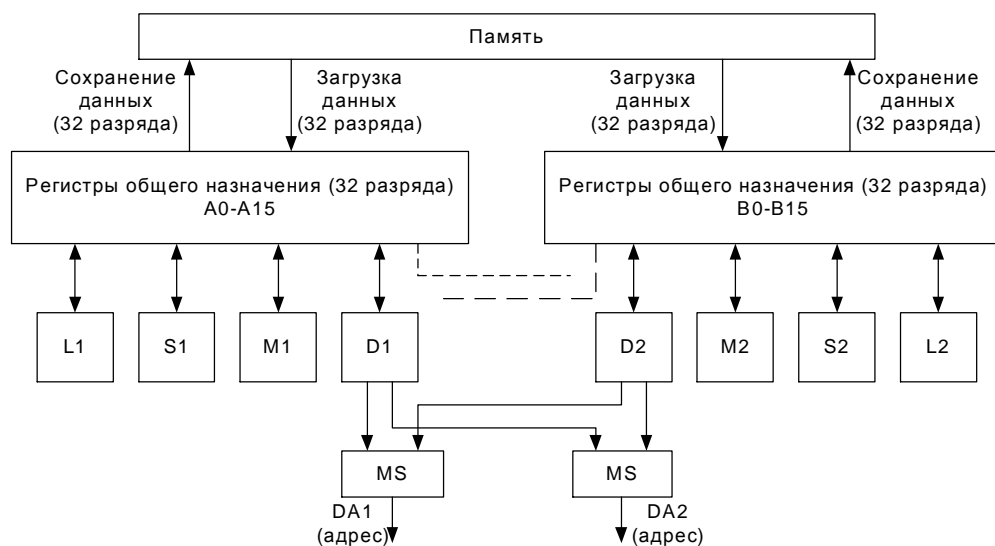 Память
Сохранение
данных
(32 разряда)
Загрузка
данных
(32 разряда)
Загрузка
данных
(32 разряда)
Сохранение
данных
(32 разряда)
Регистры общего назначения (32 разряда)
A0-A15
Регистры общего назначения (32 разряда)
B0-B15
L1
S1
M1
D1
D2
M2
S2
L2
MS
MS
DA1
(адрес)
DA2
(адрес)